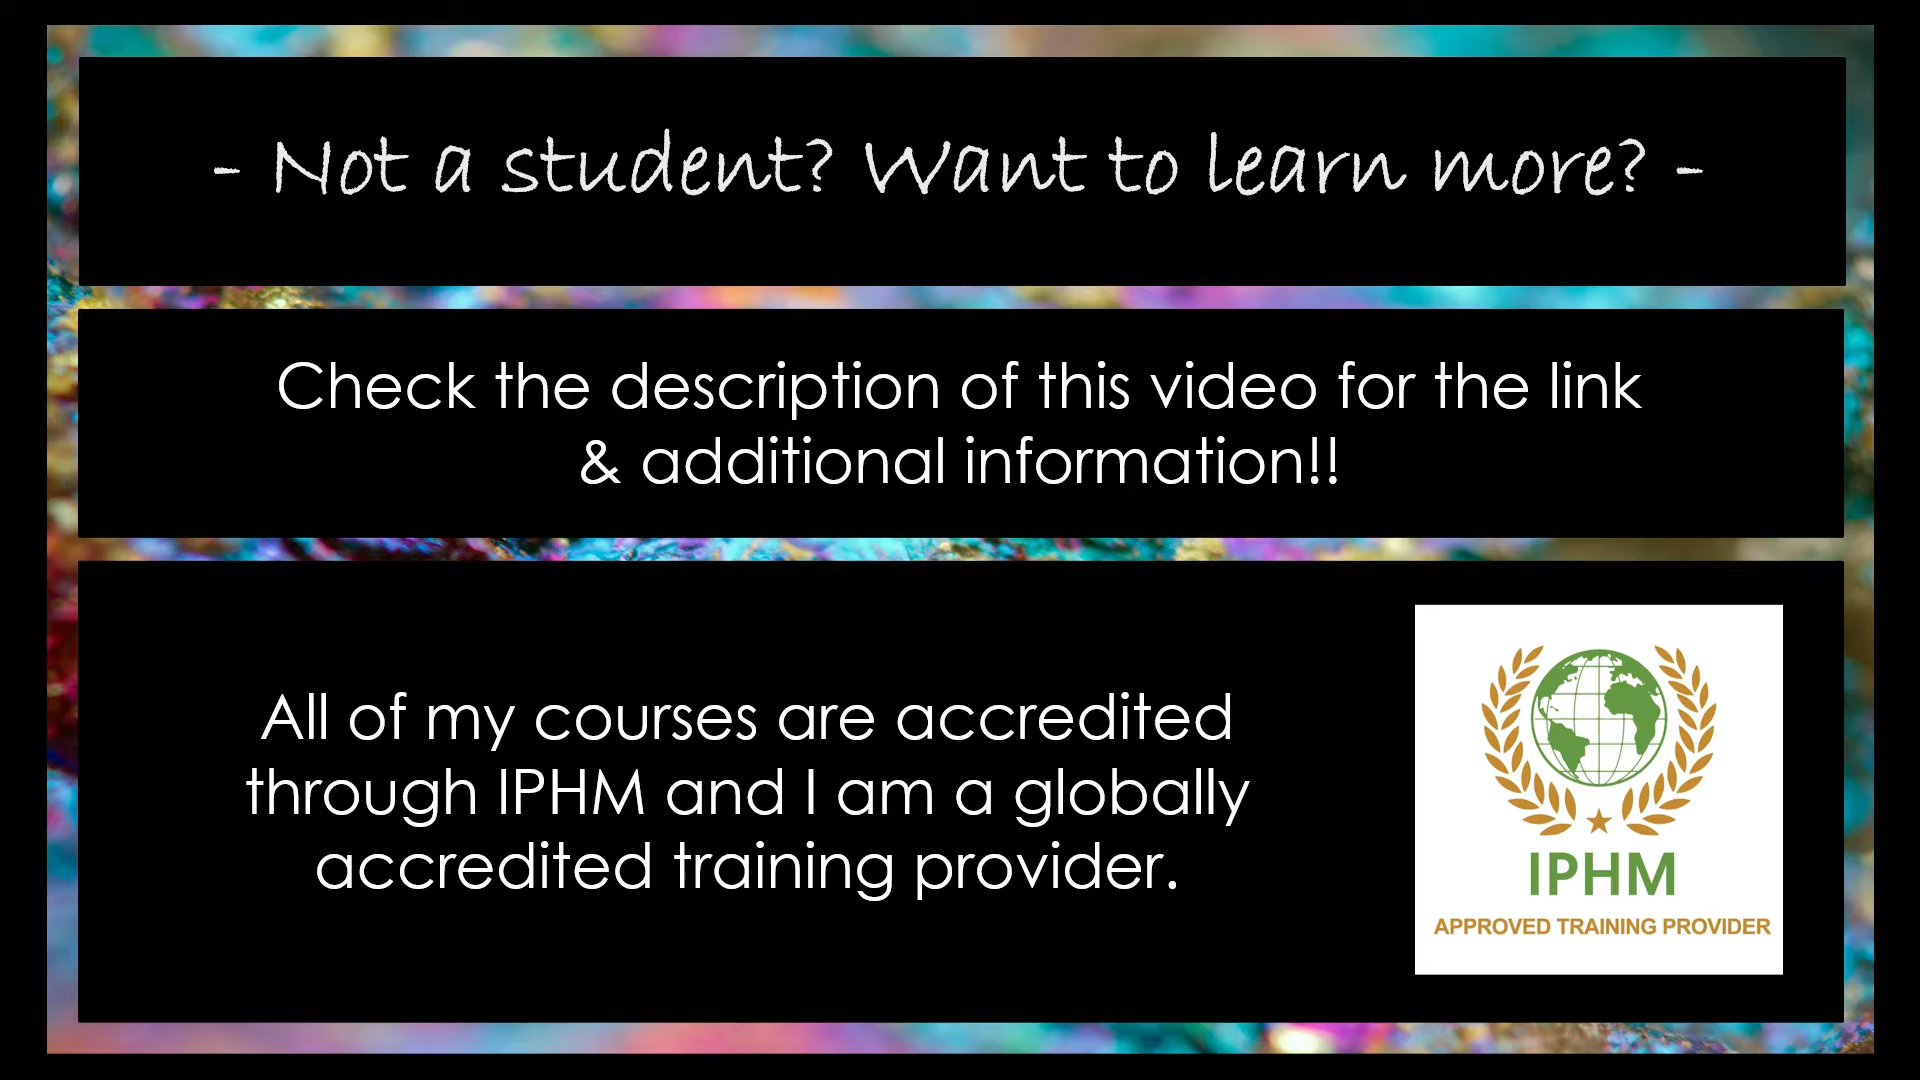 - Not a student? Want to learn more? -
Check the description of this video for the link
& additional information!!
All of my courses are accredited
through IPHM and I am a globally
accredited training provider.
IPHM
APPROVED TRAINING PROVIDER